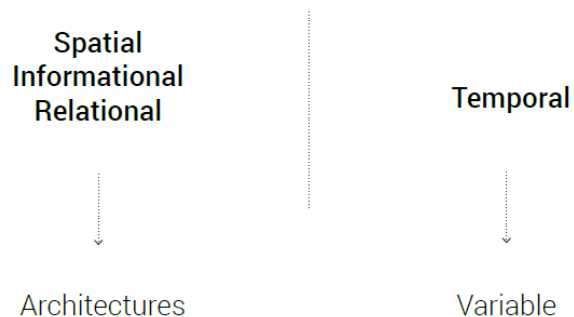 Spatial
Informational
Relational
Temporal
Architectures
Variable